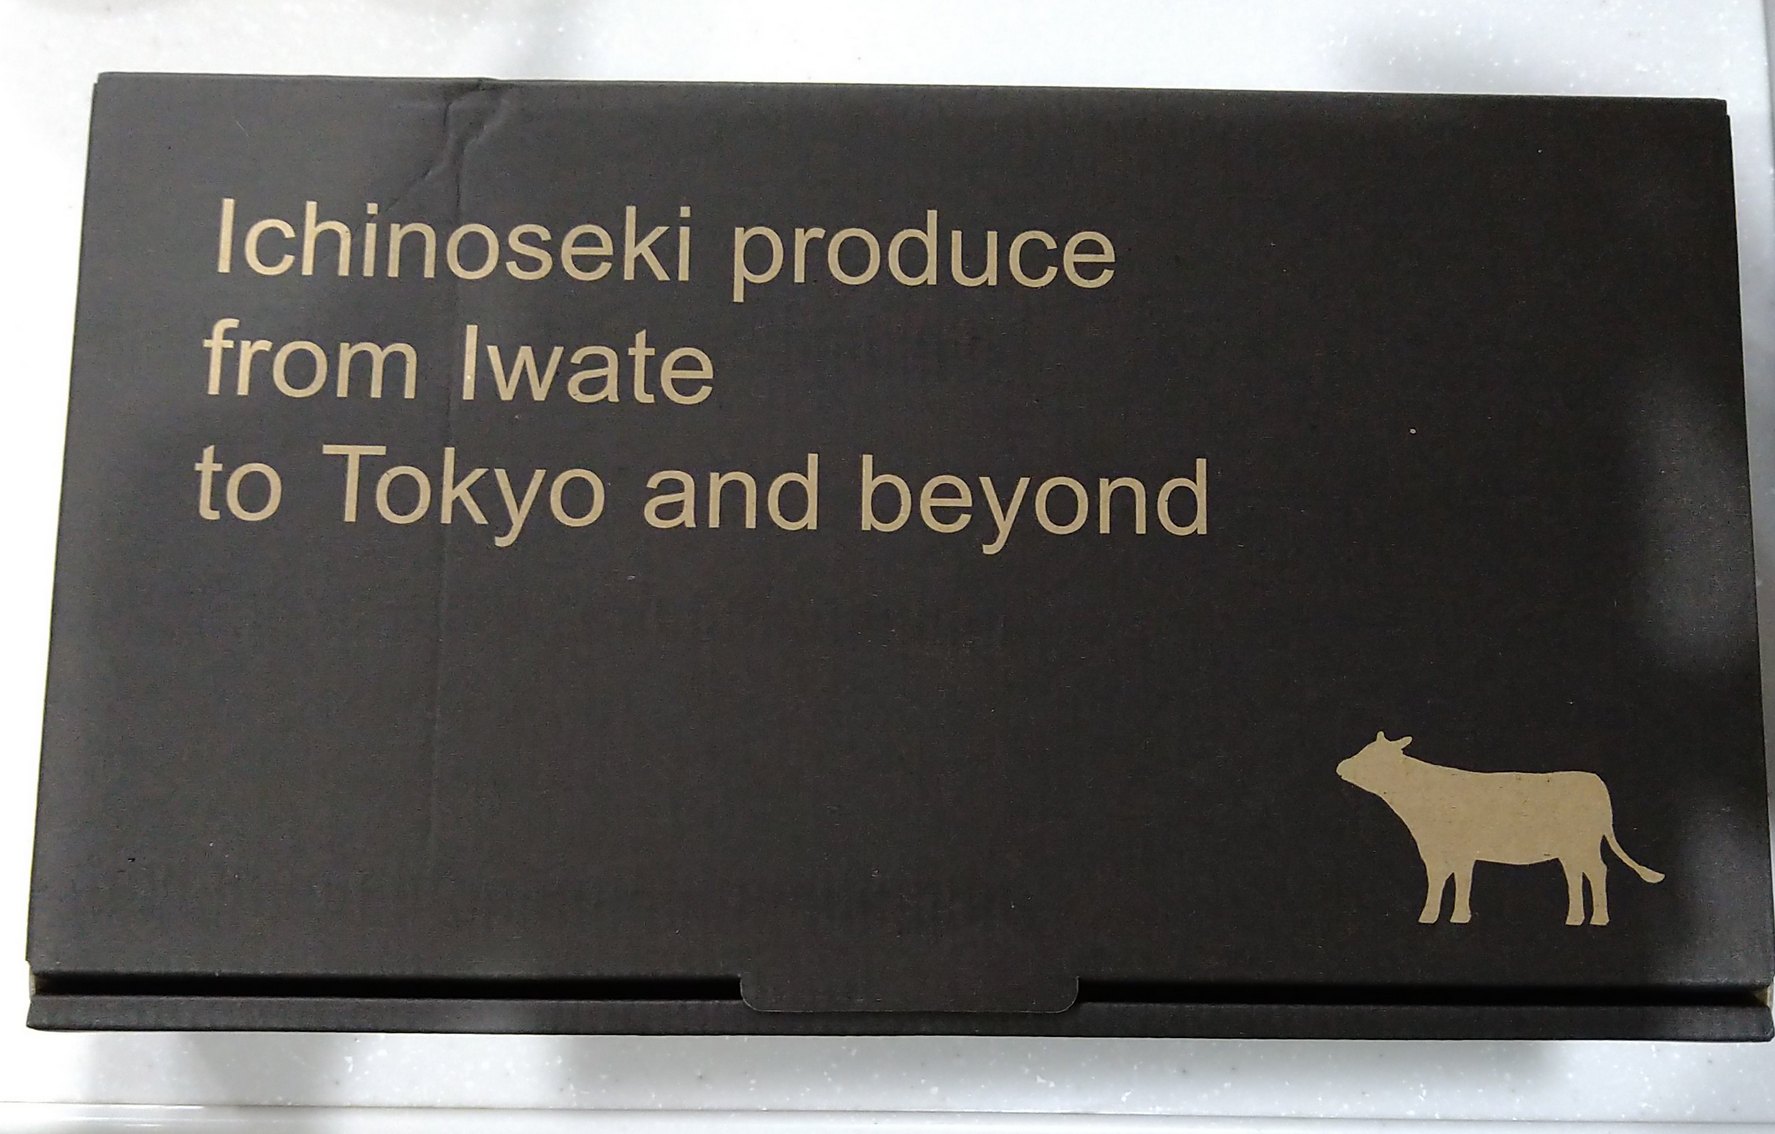 Ichinoseki produce
from Iwate
to Tokyo and beyond